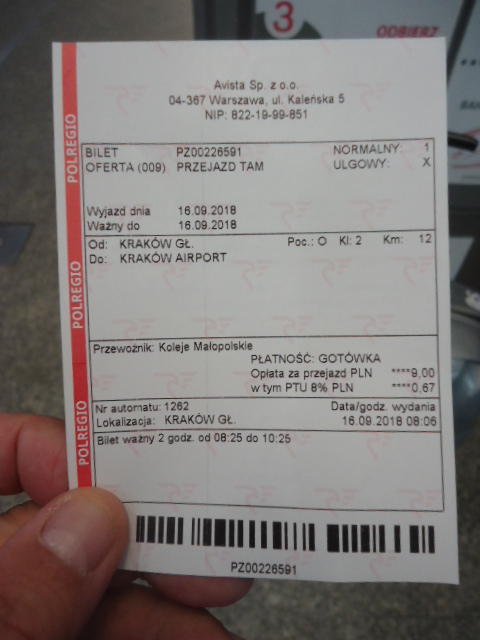 3
ODBIERZ
Avista Sp. z o.o.
04-367 Warszawa, ul. Kaleńska 5
NIP: 822-19-99-851
POLREGIO
BILET PZ00226591 NORMALNY: 1
OFERTA (009) PRZEJAZD TAM ULGOWY: X
Wyjazd dnia 16.09.2018
Ważny do 16.09.2018
POLREGIO
Od: KRAKÓW GŁ. Poc.: O Kl: 2 Km: 12
Do: KRAKÓW AIRPORT
Przewoźnik: Koleje Małopolskie
PŁATNOŚĆ: GOTÓWKA
Opłata za przejazd PLN ****9,00
w tym PTU 8% PLN ****0,67
POLREGIO
Nr automatu: 1262 Data/godz. wydania
Lokalizacja: KRAKÓW GŁ. 16.09.2018 08:06
Bilet ważny 2 godz. od 08:25 do 10:25
PZ00226591